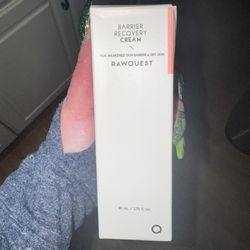 BARRIER
RECOVERY
CREAM
FOR WEAKENED SKIN BARRIER & DRY SKIN
RAWQUEST